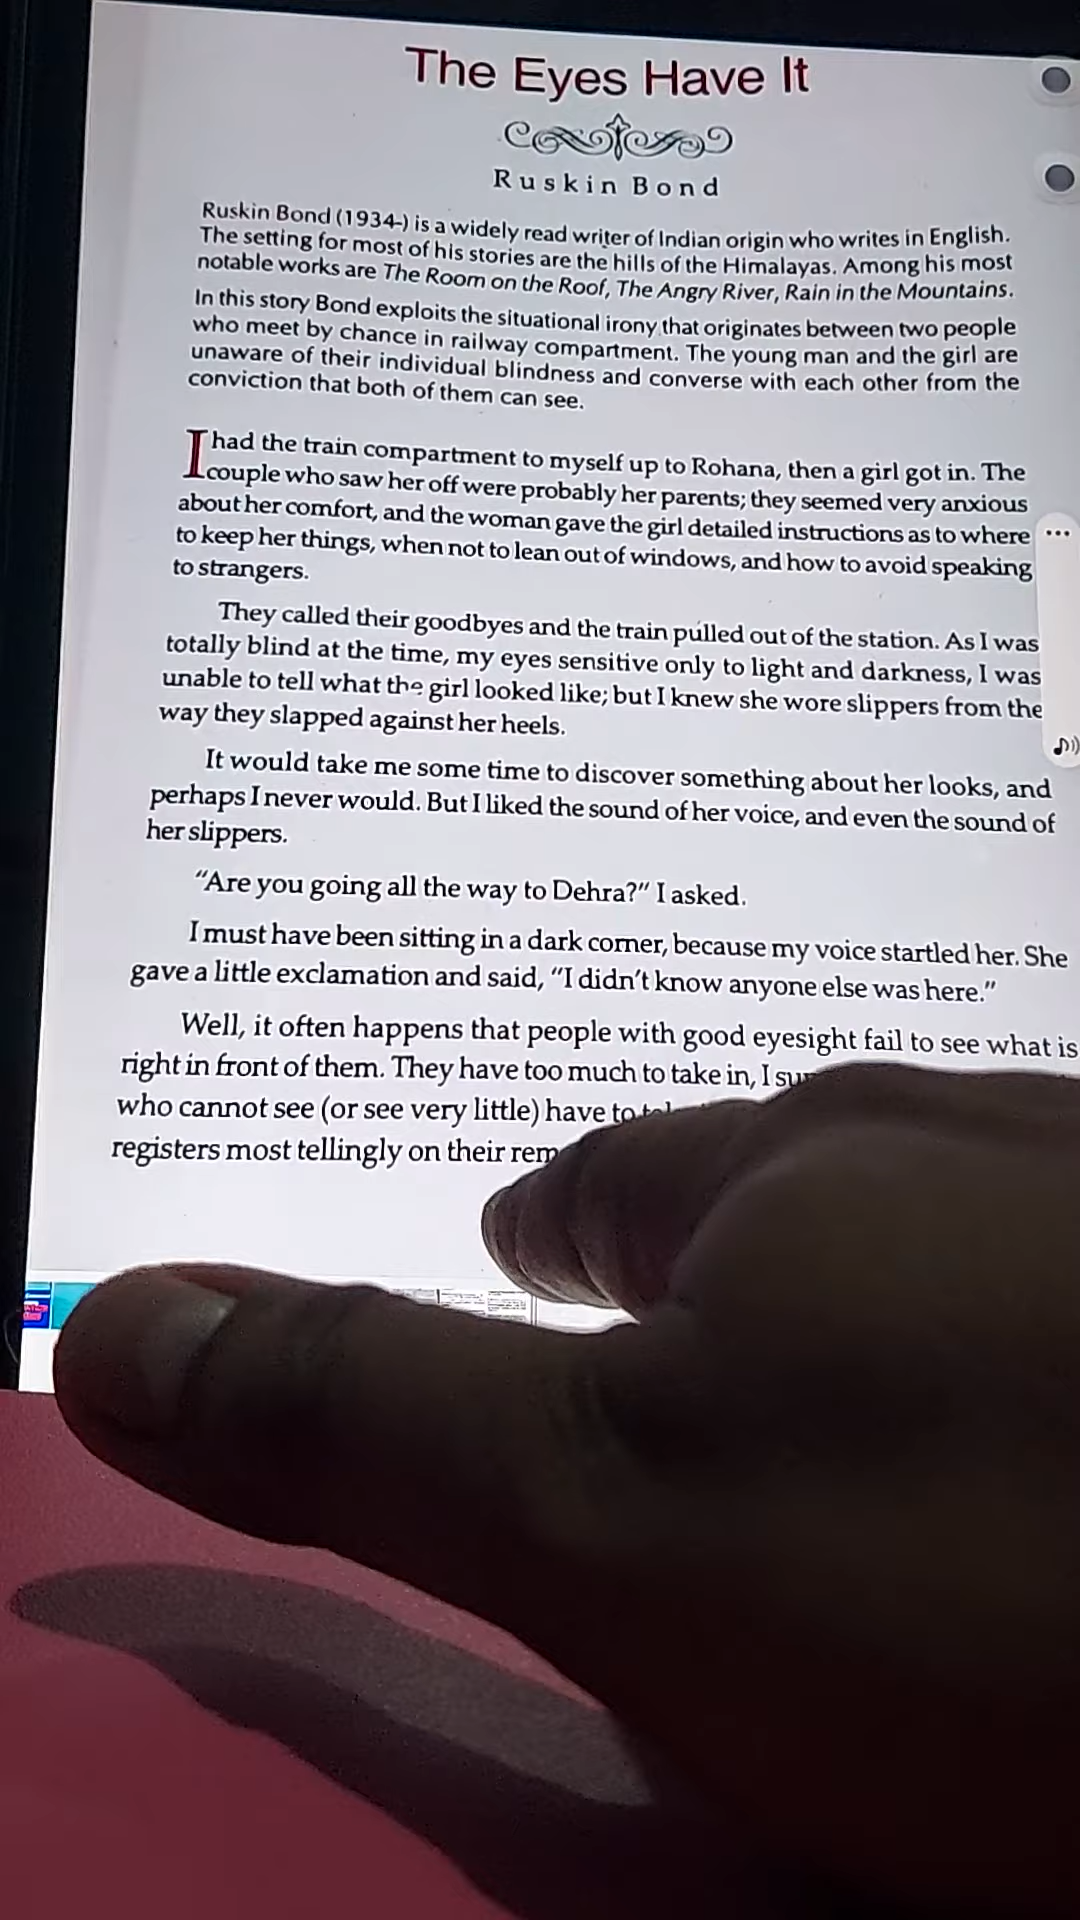 The Eyes Have It
Ruskin Bond
Ruskin Bond (1934-) is a widely read writer of Indian origin who writes in English.
The setting for most of his stories are the hills of the Himalayas. Among his most
notable works are The Room on the Roof, The Angry River, Rain in the Mountains.
In this story Bond exploits the situational irony that originates between two people
who meet by chance in railway compartment. The young man and the girl are
unaware of their individual blindness and converse with each other from the
conviction that both of them can see.
I had the train compartment to myself up to Rohana, then a girl got in. The
couple who saw her off were probably her parents; they seemed very anxious
about her comfort, and the woman gave the girl detailed instructions as to where
to keep her things, when not to lean out of windows, and how to avoid speaking
to strangers.
They called their goodbyes and the train pulled out of the station. As I was
totally blind at the time, my eyes sensitive only to light and darkness, I was
unable to tell what the girl looked like; but I knew she wore slippers from the
way they slapped against her heels.
It would take me some time to discover something about her looks, and
perhaps I never would. But I liked the sound of her voice, and even the sound of
her slippers.
“Are you going all the way to Dehra?” I asked.
I must have been sitting in a dark corner, because my voice startled her. She
gave a little exclamation and said, “I didn’t know anyone else was here.”
Well, it often happens that people with good eyesight fail to see what is
right in front of them. They have too much to take in, I
who cannot see (or see very little) have to
registers most tellingly on their